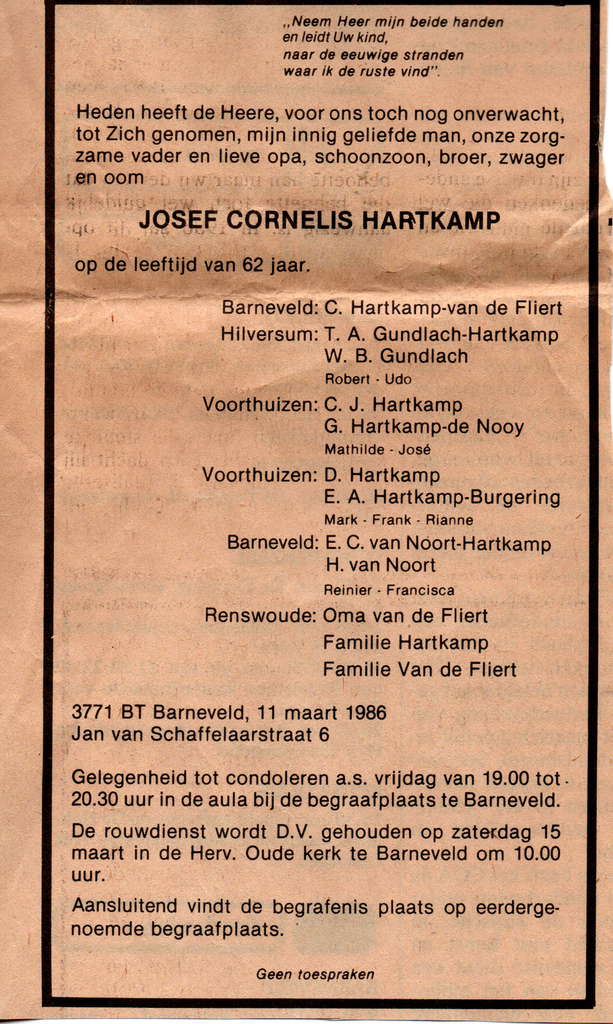 „Neem Heer mijn beide handen
en leidt Uw kind,
naar de eeuwige stranden
waar ik de ruste vind".
Heden heeft de Heere, voor ons toch nog onverwacht,
tot Zich genomen, mijn innig geliefde man, onze zorg-
zame vader en lieve opa, schoonzoon, broer, zwager
en oom
JOSEF CORNELIS HARTKAMP
op de leeftijd van 62 jaar.
Barneveld: C. Hartkamp-van de Fliert
Hilversum: T. A. Gundlach-Hartkamp
W. B. Gundlach
Robert - Udo
Voorthuizen: C. J. Hartkamp
G. Hartkamp-de Nooy
Mathilde - José
Voorthuizen: D. Hartkamp
E. A. Hartkamp-Burgering
Mark - Frank - Rianne
Barneveld: E. C. van Noort-Hartkamp
H. van Noort
Reinier - Francisca
Renswoude: Oma van de Fliert
Familie Hartkamp
Familie Van de Fliert
3771 BT Barneveld, 11 maart 1986
Jan van Schaffelaarstraat 6
Gelegenheid tot condoleren a.s. vrijdag van 19.00 tot
20.30 uur in de aula bij de begraafplaats te Barneveld.
De rouwdienst wordt D.V. gehouden op zaterdag 15
maart in de Herv. Oude kerk te Barneveld om 10.00
uur.
Aansluitend vindt de begrafenis plaats op eerderge-
noemde begraafplaats.
Geen toespraken